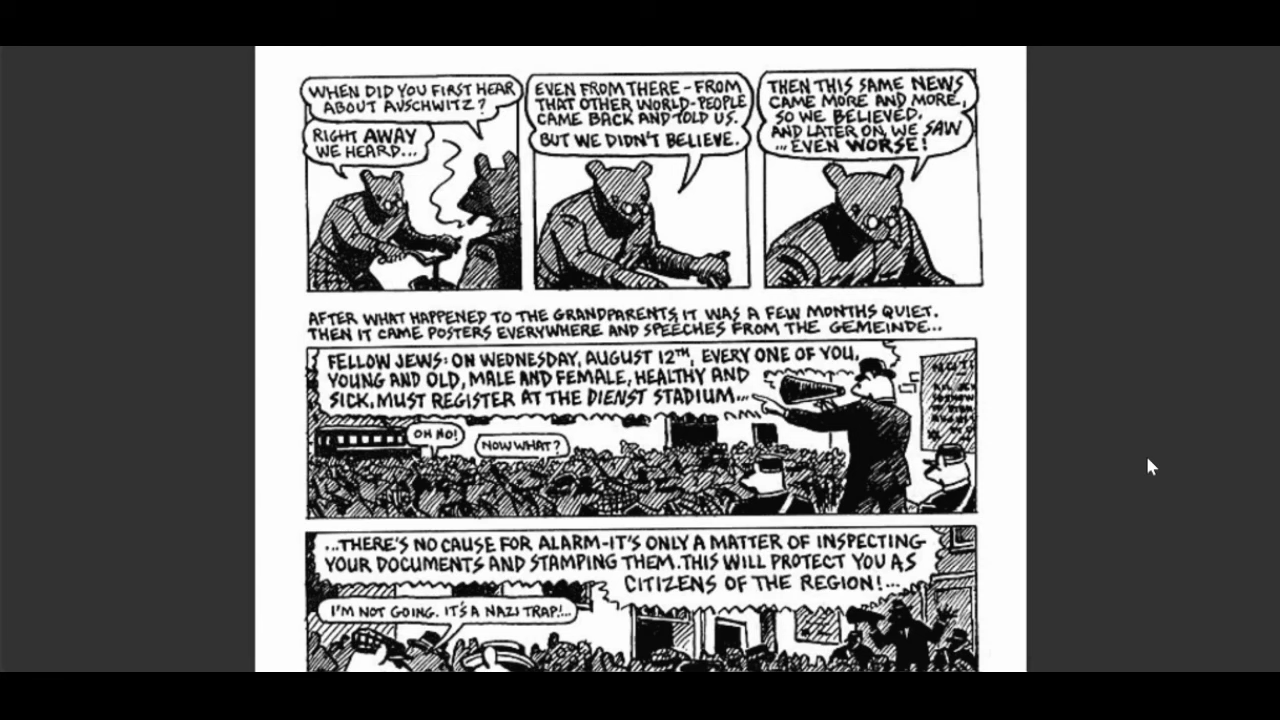 WHEN DID YOU FIRST HEAR
ABOUT AUSCHWITZ?
RIGHT AWAY
WE HEARD...
EVEN FROM THERE - FROM
THAT OTHER WORLD - PEOPLE
CAME BACK AND TOLD US.
BUT WE DIDN'T BELIEVE.
THEN THIS SAME NEWS
CAME MORE AND MORE,
SO WE BELIEVED.
AND LATER ON, WE SAW
... EVEN WORSE!
AFTER WHAT HAPPENED TO THE GRANDPARENTS IT WAS A FEW MONTHS QUIET.
THEN IT CAME POSTERS EVERYWHERE AND SPEECHES FROM THE GEMEINDE...
FELLOW JEWS: ON WEDNESDAY, AUGUST 12TH, EVERY ONE OF YOU,
YOUNG AND OLD, MALE AND FEMALE, HEALTHY AND
SICK, MUST REGISTER AT THE DIENST STADIUM...
OH NO!
NOW WHAT?
...THERE'S NO CAUSE FOR ALARM-IT'S ONLY A MATTER OF INSPECTING
YOUR DOCUMENTS AND STAMPING THEM. THIS WILL PROTECT YOU AS
CITIZENS OF THE REGION!...
I'M NOT GOING. IT'S A NAZI TRAP!...